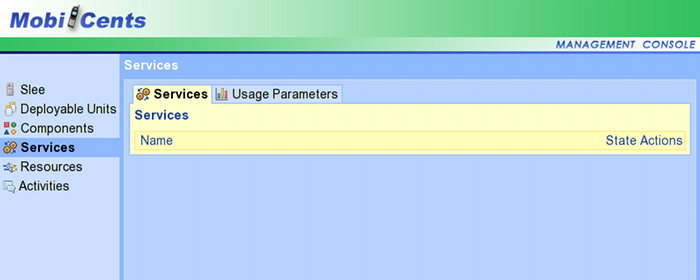 Mobi Cents
MANAGEMENT CONSOLE
Services
Slee
Deployable Units
Components
Services
Resources
Activities
Services Usage Parameters
Services
Name State Actions